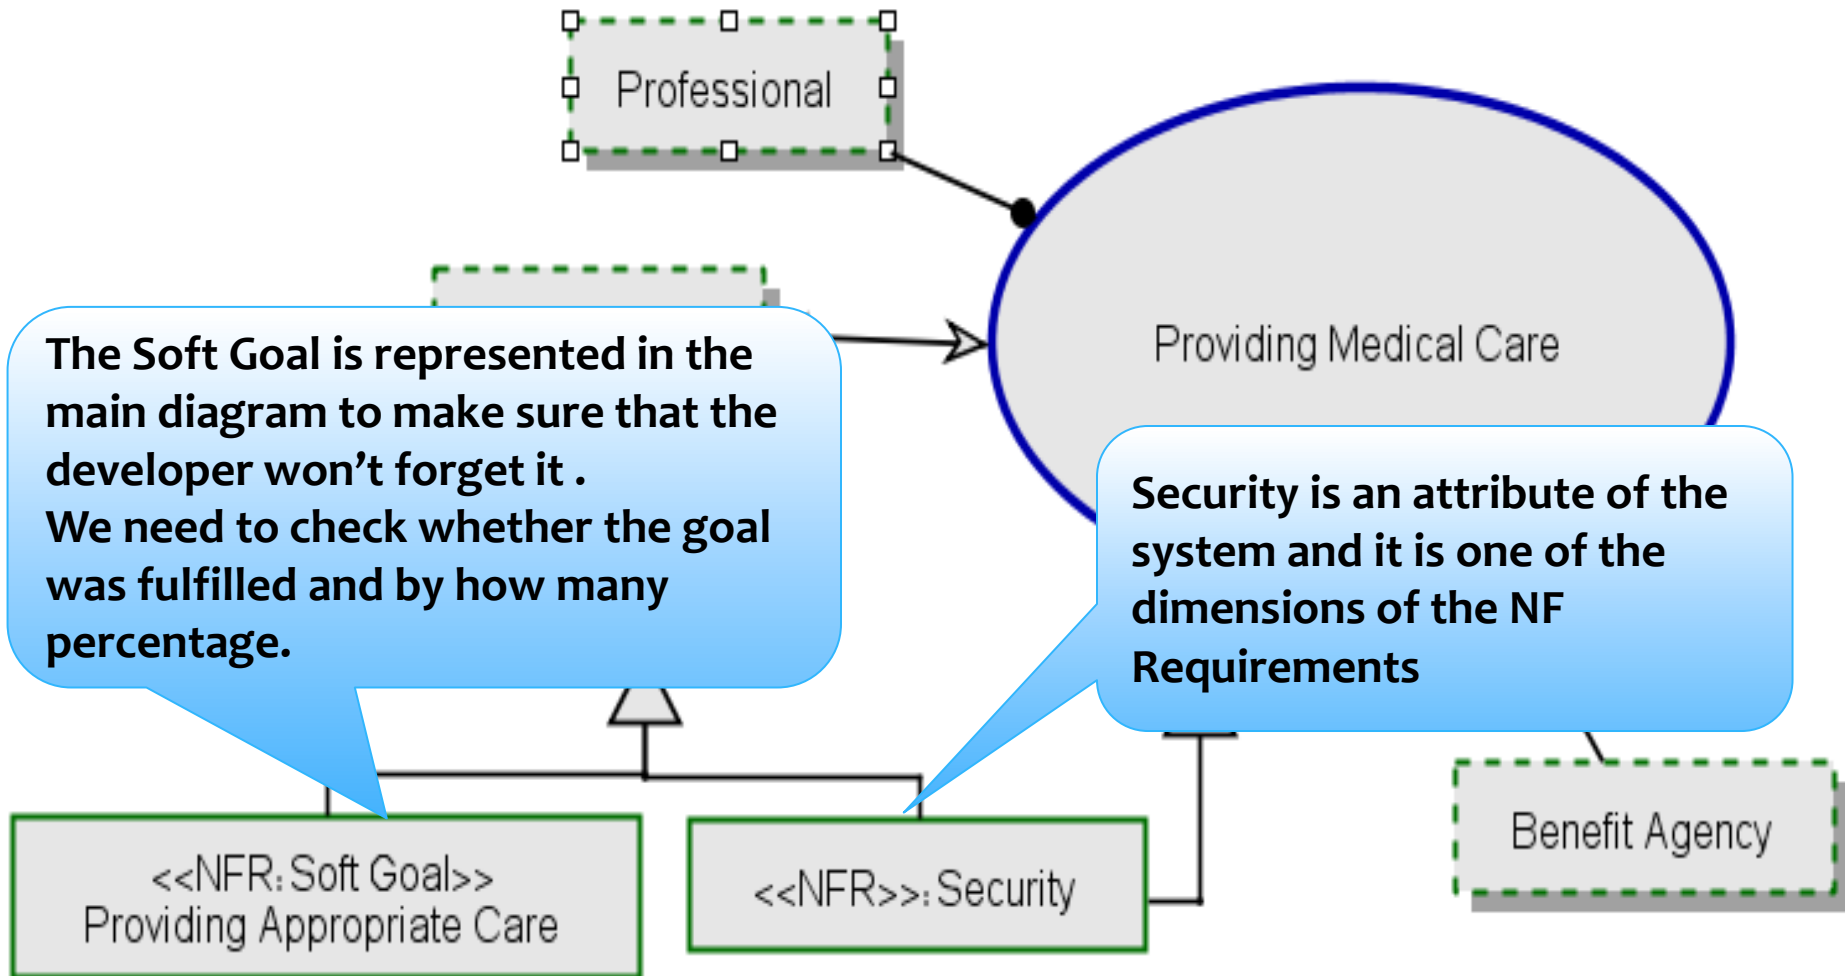 Professional
Providing Medical Care
The Soft Goal is represented in the
main diagram to make sure that the
developer won’t forget it .
We need to check whether the goal
was fulfilled and by how many
percentage.
Security is an attribute of the
system and it is one of the
dimensions of the NF
Requirements
<<NFR:Soft Goal>>
Providing Appropriate Care
<<NFR>>:Security
Benefit Agency